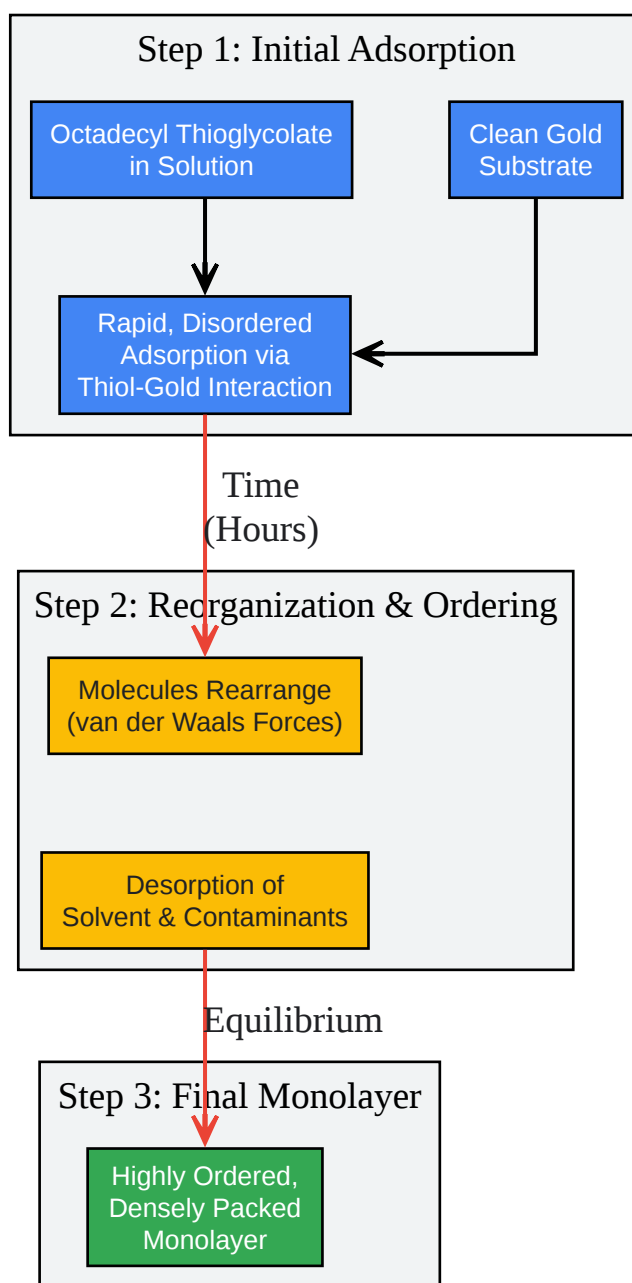 Step 1: Initial Adsorption
Octadecyl Thioglycolate
in Solution
Clean Gold
Substrate
Rapid, Disordered
Adsorption via
Thiol-Gold Interaction
Time
(Hours)
Step 2: Reorganization & Ordering
Molecules Rearrange
(van der Waals Forces)
Desorption of
Solvent & Contaminants
Equilibrium
Step 3: Final Monolayer
Highly Ordered,
Densely Packed
Monolayer